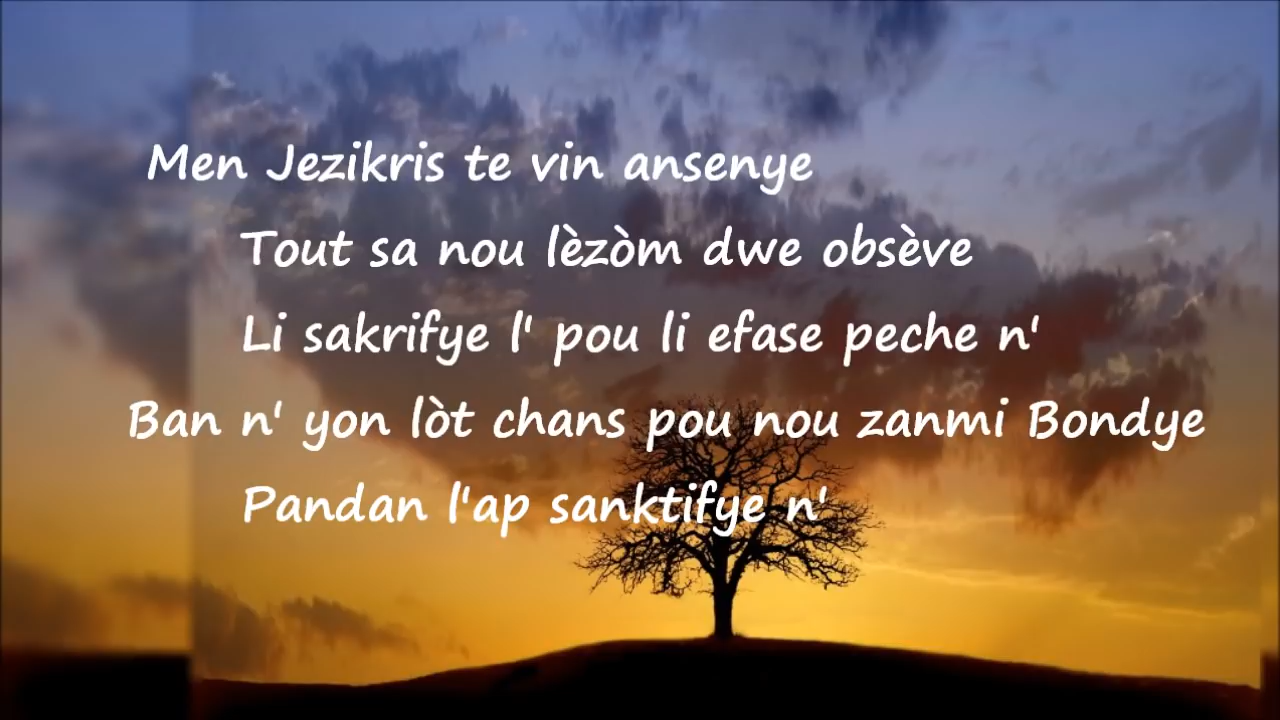 Men Jezikris te vin ansenye
Tout sa nou lèzòm dwe obsève
Li sakrifye l' pou li efase peche n'
Ban n' yon lòt chans pou nou zanmi Bondye
Pandan l'ap sanktifye n'